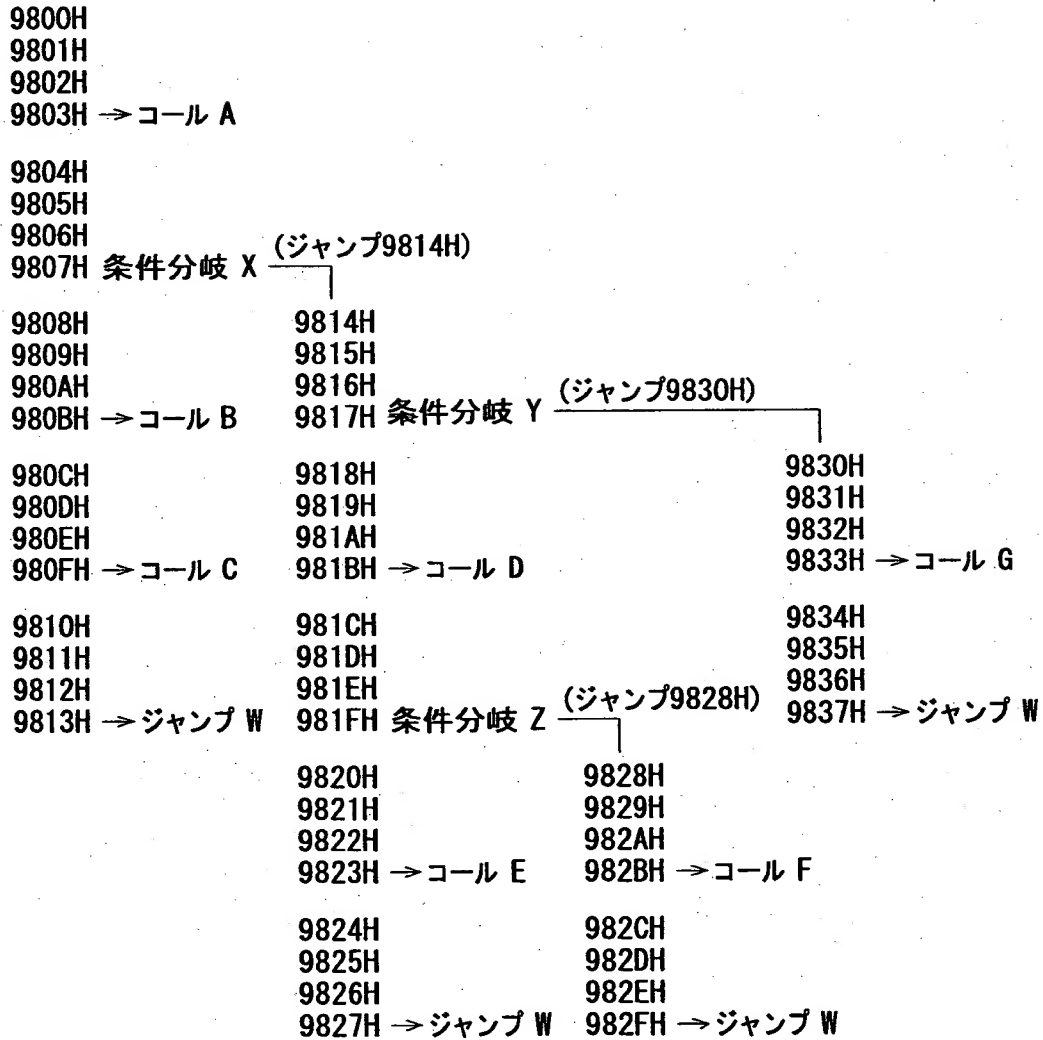 9800H
9801H
9802H
9803H → コール A
9804H
9805H
9806H
9807H 条件分岐 X (ジャンプ9814H)
9808H
9809H
980AH
980BH → コール B
980CH
980DH
980EH
980FH → コール C
9810H
9811H
9812H
9813H → ジャンプ W
9814H
9815H
9816H
9817H 条件分岐 Y (ジャンプ9830H)
9818H
9819H
981AH
981BH → コール D
981CH
981DH
981EH
981FH 条件分岐 Z (ジャンプ9828H)
9820H
9821H
9822H
9823H → コール E
9824H
9825H
9826H
9827H → ジャンプ W
9828H
9829H
982AH
982BH → コール F
982CH
982DH
982EH
982FH → ジャンプ W
9830H
9831H
9832H
9833H → コール G
9834H
9835H
9836H
9837H → ジャンプ W